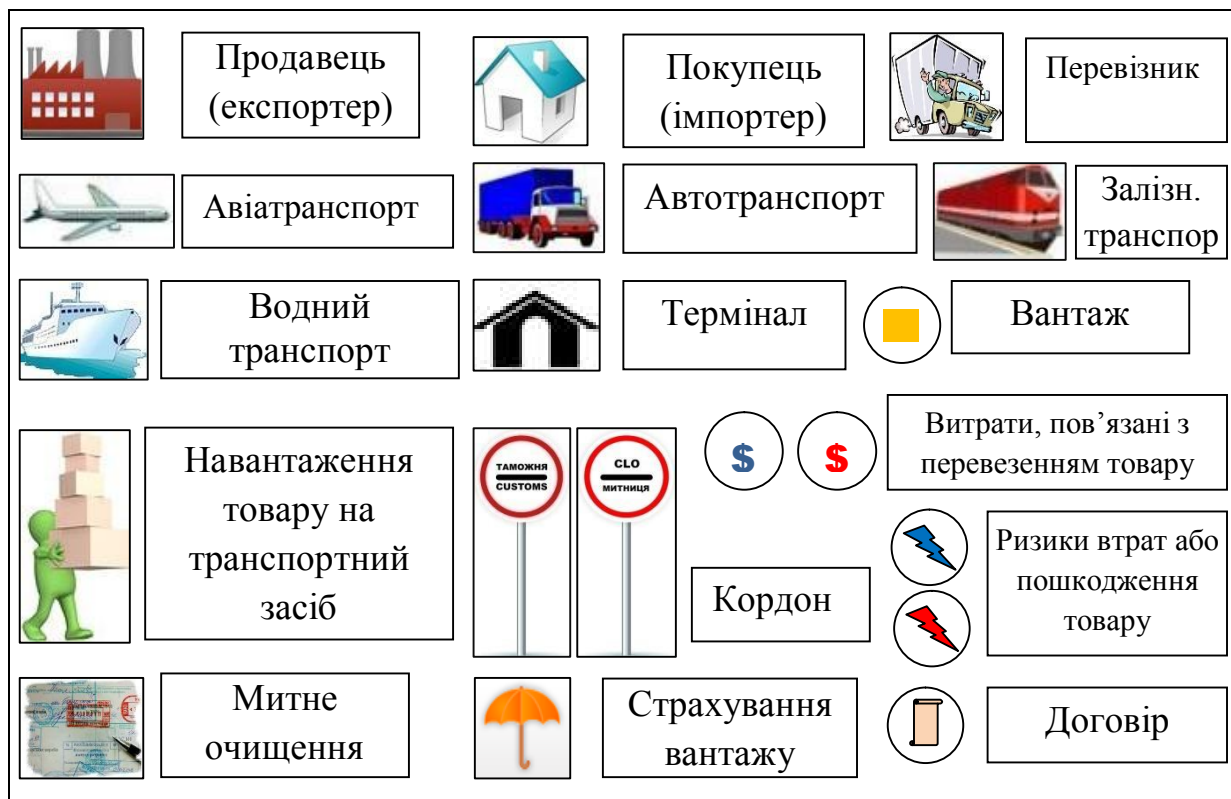 Продавець
(експортер)
Покупець
(імпортер)
Перевізник
Авіатранспорт
Автотранспорт
Залізн.
транспор
Водний
транспорт
Термінал
Вантаж
Навантаження
товару на
транспортний
засіб
ТАМОЖНЯ
CUSTOMS
CLO
МИТНИЦЯ
$
$
Витрати, пов’язані з
перевезенням товару
Кордон
Ризики втрат або
пошкодження
товару
Митне
очищення
Страхування
вантажу
Договір